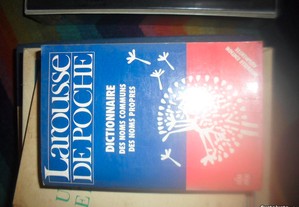 Larousse
DE POCHE
DICTIONNAIRE
DES NOMS COMMUNS
DES NOMS PROPRES